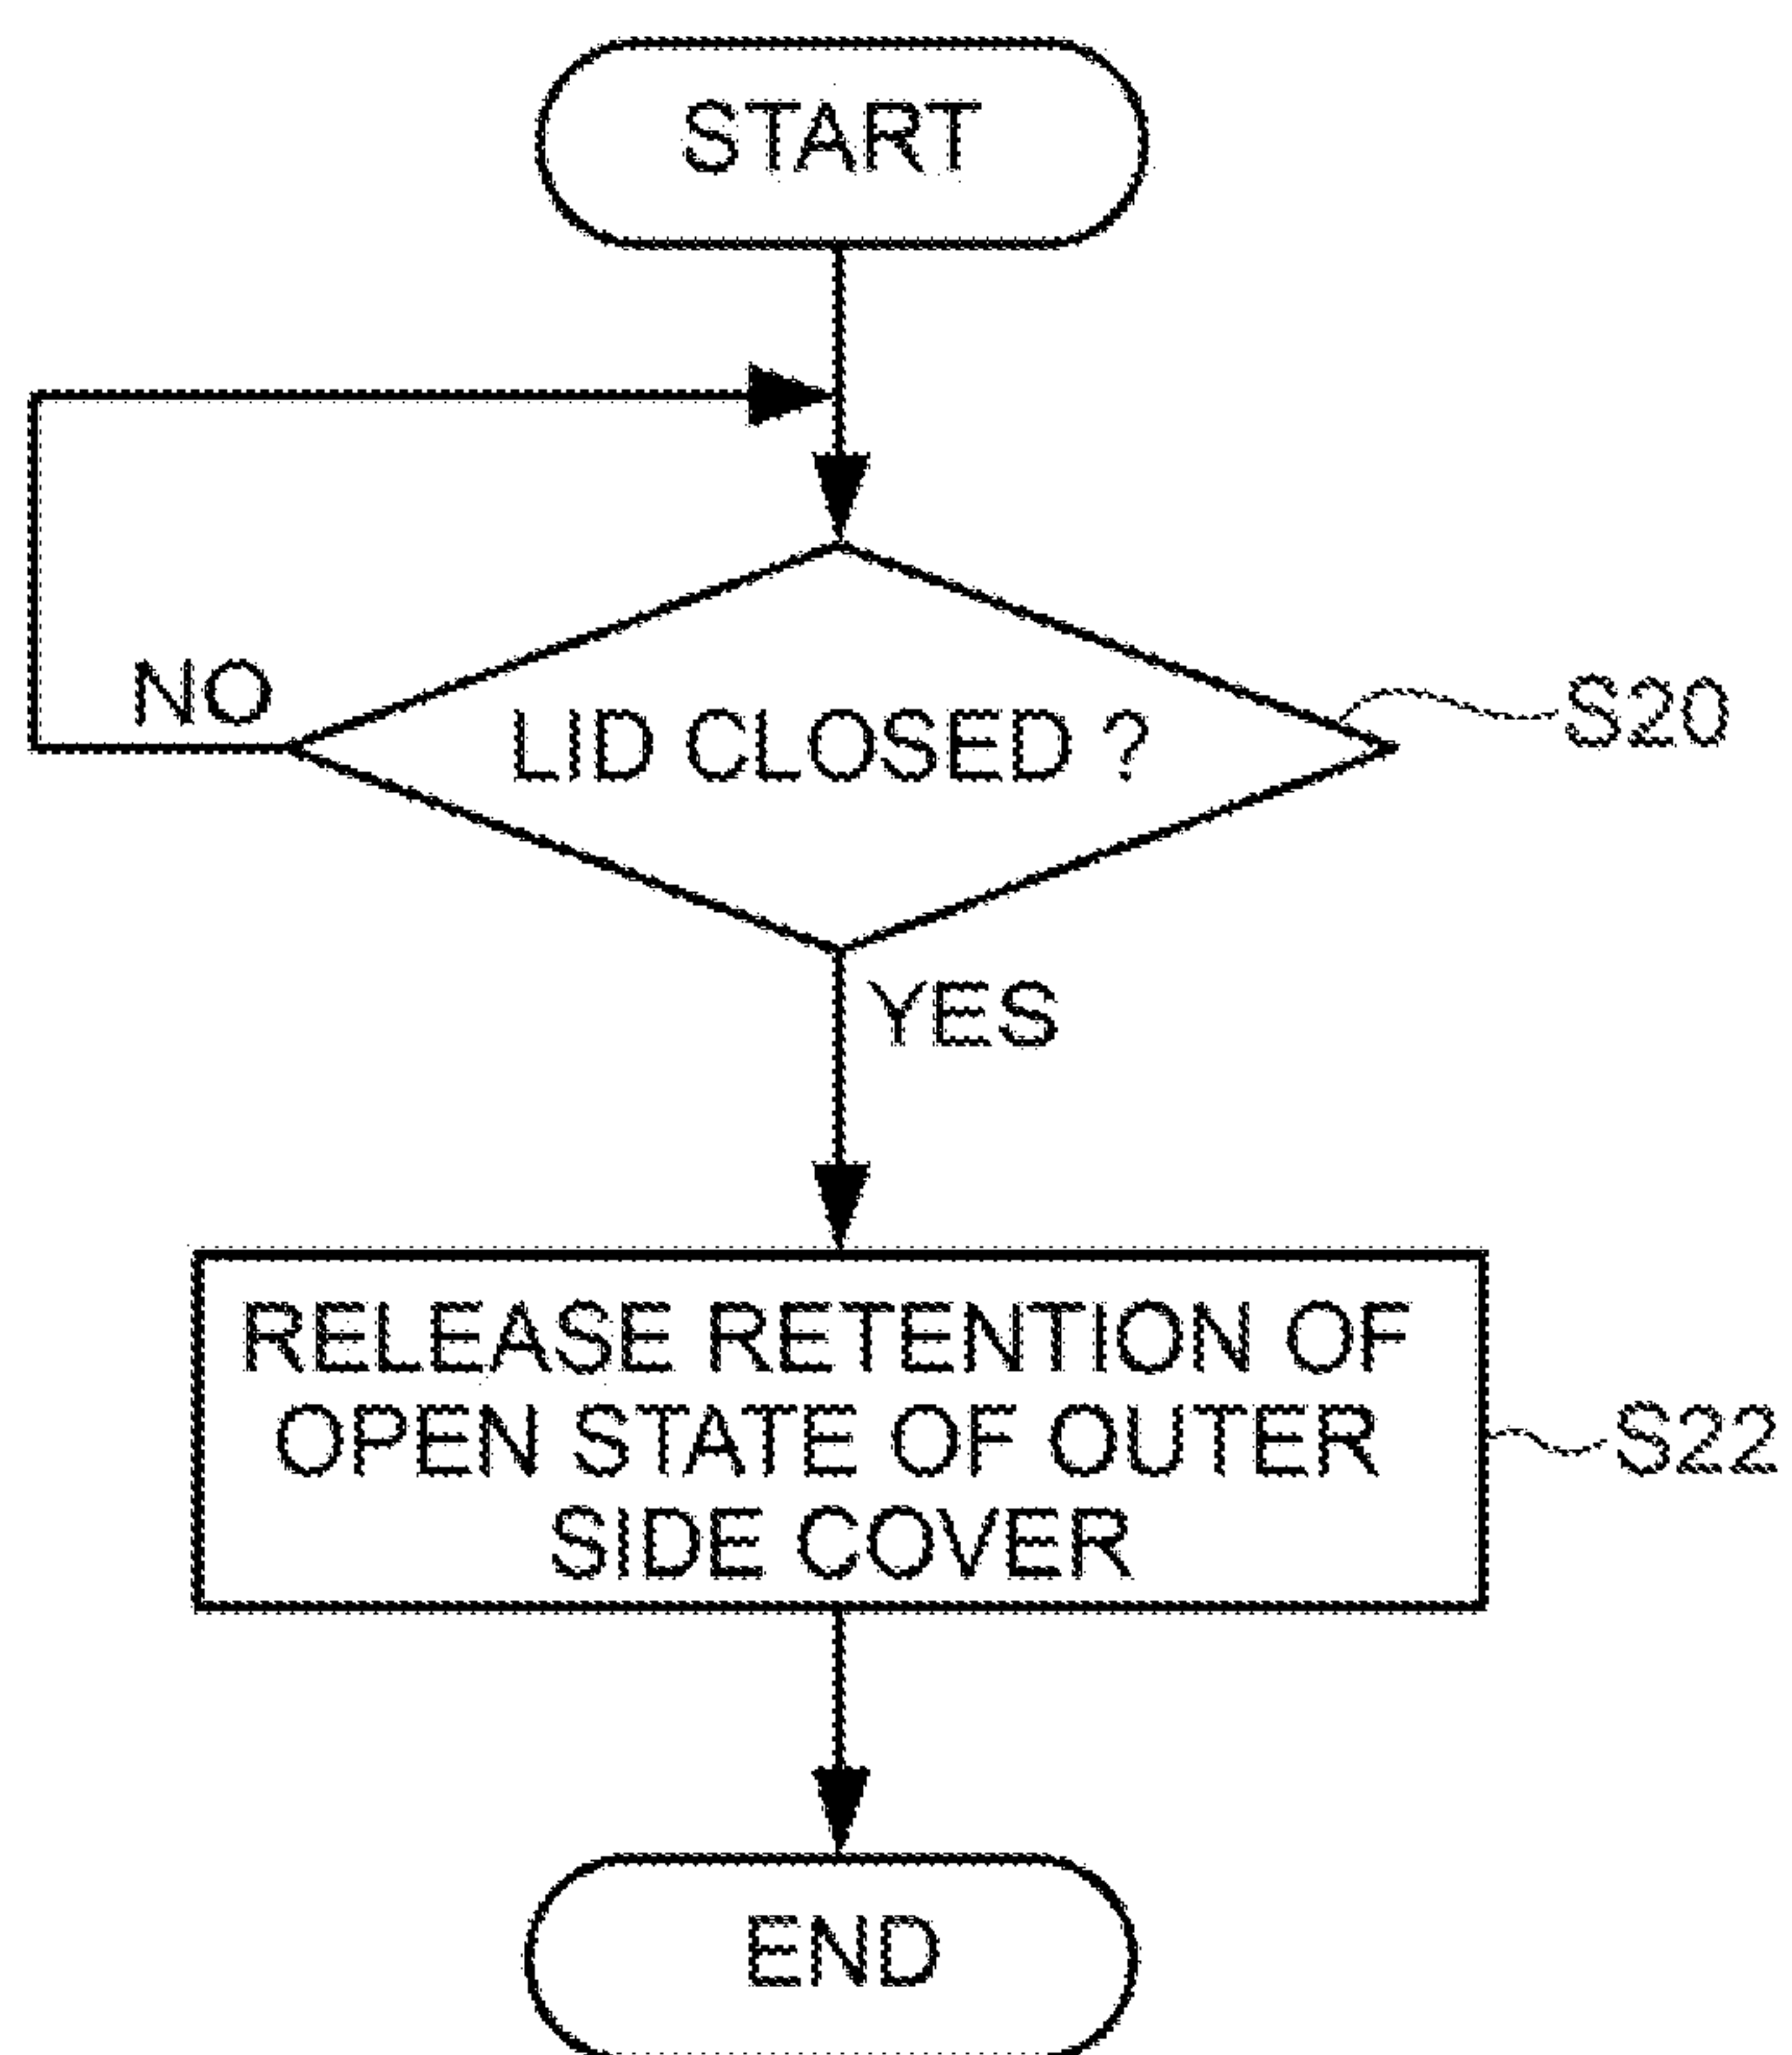 START
NO
LID CLOSED ?
S20
YES
RELEASE RETENTION OF
OPEN STATE OF OUTER
SIDE COVER
S22
END